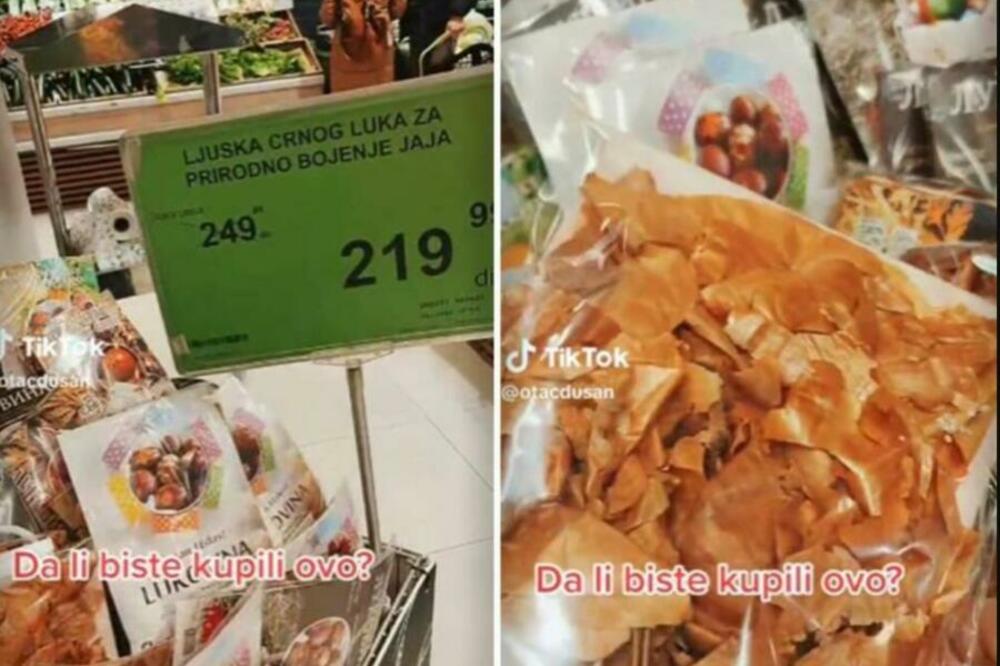 LJUSKA CRNOG LUKA ZA
PRIRODNO BOJENJE JAJA
249
219
99
TikTok
@otacdusan
Da li biste kupili ovo?
TikTok
@otacdusan
Da li biste kupili ovo?